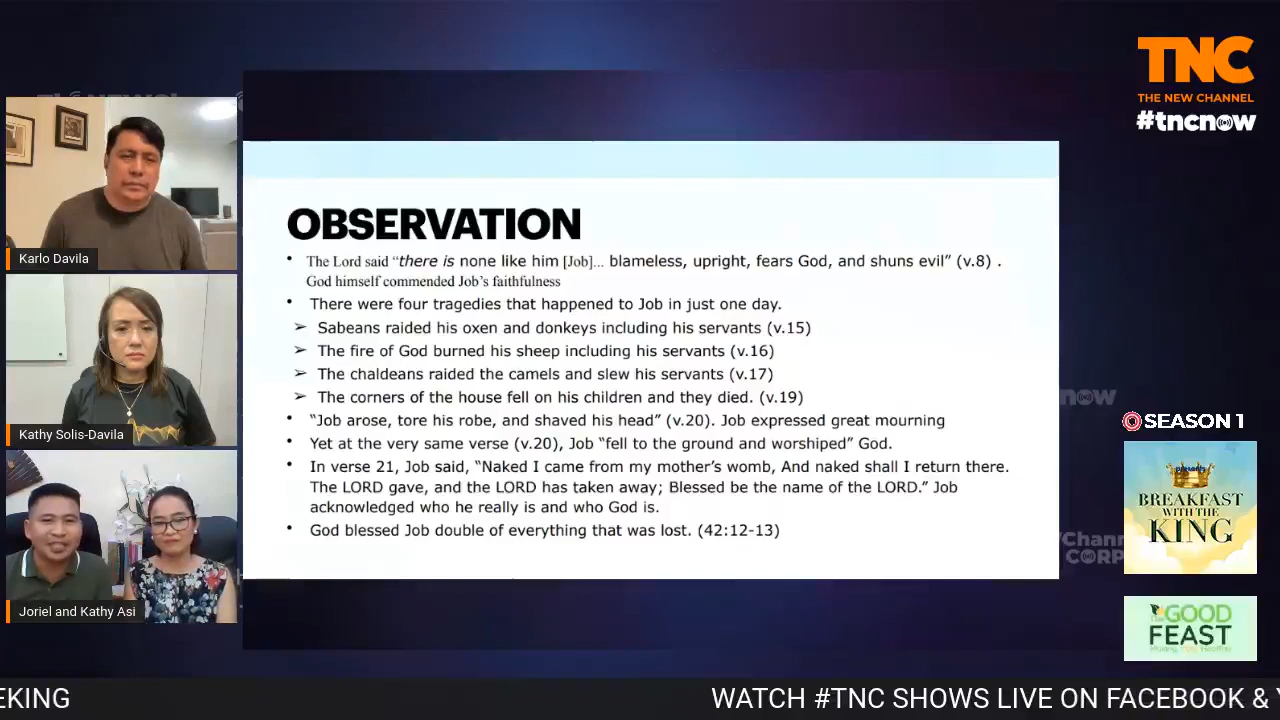 TNC
THE NEW CHANNEL
#tncnow
Karlo Davila
Kathy Solis-Davila
Joriel and Kathy Asi
OBSERVATION
• The Lord said “there is none like him [Job]... blameless, upright, fears God, and shuns evil” (v.8) .
God himself commended Job’s faithfulness
• There were four tragedies that happened to Job in just one day.
➢ Sabeans raided his oxen and donkeys including his servants (v.15)
➢ The fire of God burned his sheep including his servants (v.16)
➢ The chaldeans raided the camels and slew his servants (v.17)
➢ The corners of the house fell on his children and they died. (v.19)
• “Job arose, tore his robe, and shaved his head” (v.20). Job expressed great mourning
• Yet at the very same verse (v.20), Job “fell to the ground and worshiped” God.
• In verse 21, Job said, “Naked I came from my mother’s womb, And naked shall I return there.
The LORD gave, and the LORD has taken away; Blessed be the name of the LORD.” Job
acknowledged who he really is and who God is.
• God blessed Job double of everything that was lost. (42:12-13)
now
Chann
CORP
SEASON 1
presents
BREAKFAST
WITH THE
KING
GOOD
FEAST
EKING
WATCH #TNC SHOWS LIVE ON FACEBOOK & Y